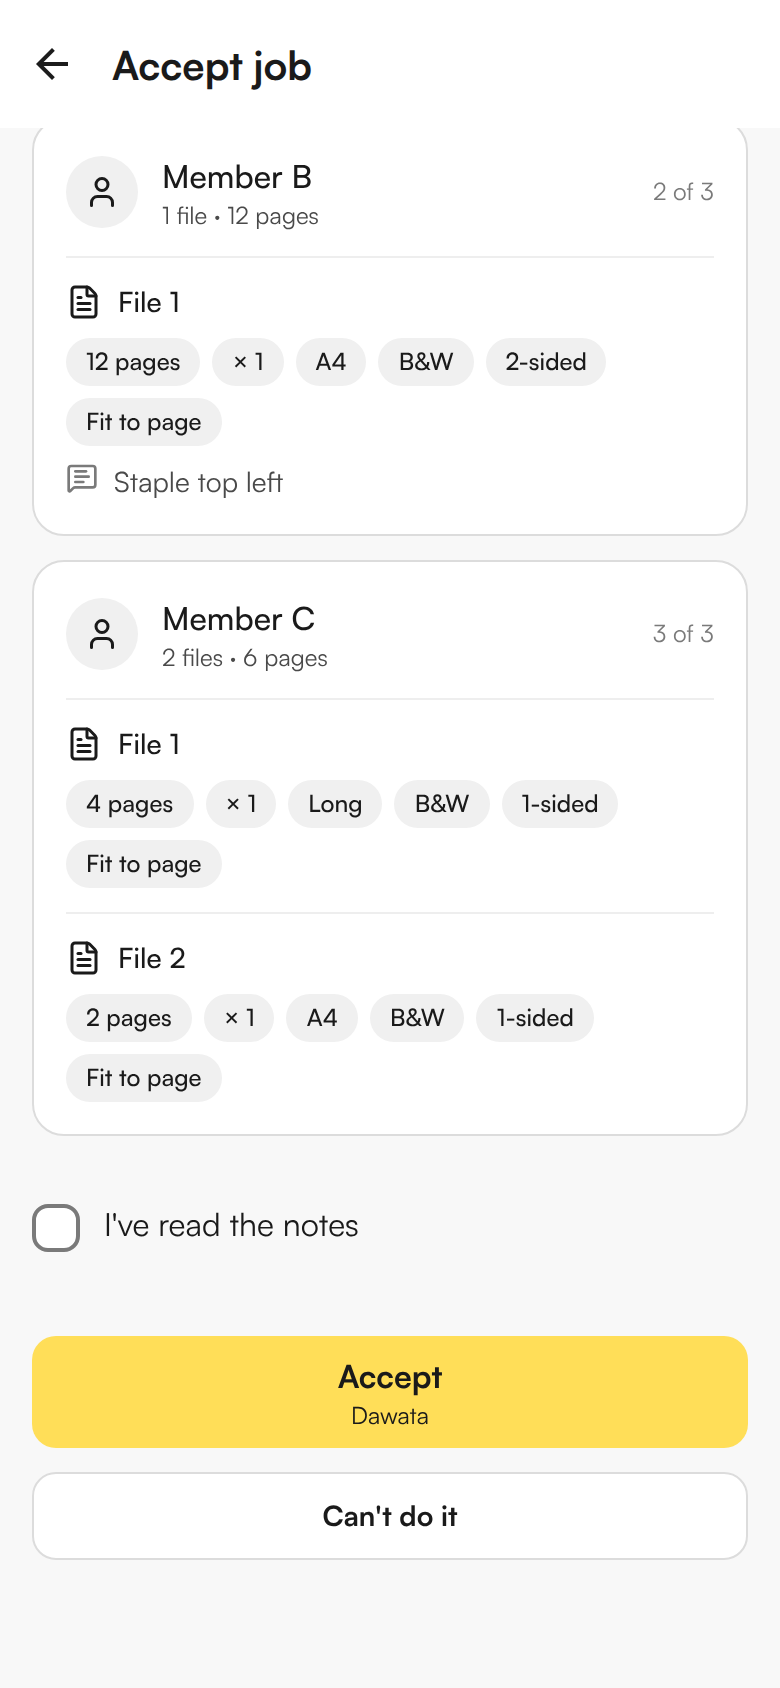 Accept job
Member B
1 file • 12 pages
2 of 3
File 1
12 pages
× 1
A4
B&W
2-sided
Fit to page
Staple top left
Member C
2 files • 6 pages
3 of 3
File 1
4 pages
× 1
Long
B&W
1-sided
Fit to page
File 2
2 pages
× 1
A4
B&W
1-sided
Fit to page
I've read the notes
Accept
Dawata
Can't do it